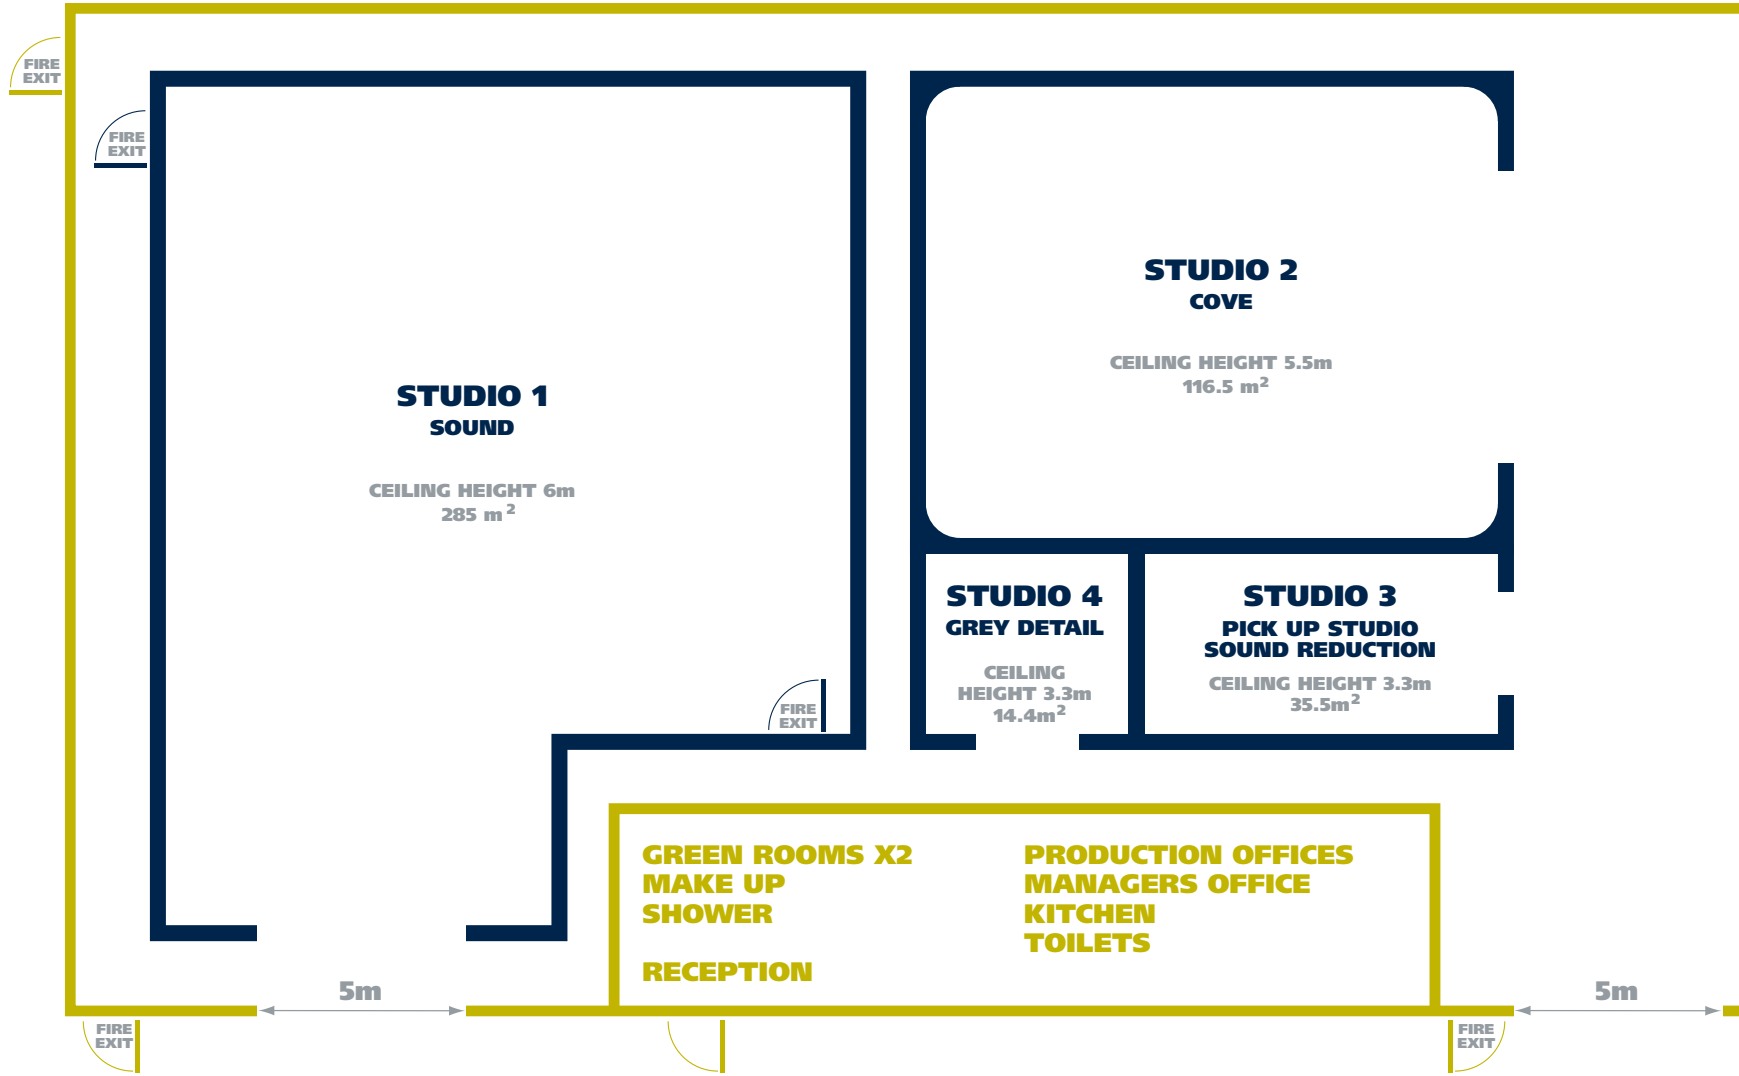 FIRE
EXIT
FIRE
EXIT
STUDIO 1
SOUND
CEILING HEIGHT 6m
285 m²
FIRE
EXIT
STUDIO 2
COVE
CEILING HEIGHT 5.5m
116.5 m²
STUDIO 4
GREY DETAIL
CEILING
HEIGHT 3.3m
14.4m²
STUDIO 3
PICK UP STUDIO
SOUND REDUCTION
CEILING HEIGHT 3.3m
35.5m²
GREEN ROOMS X2
MAKE UP
SHOWER
RECEPTION
PRODUCTION OFFICES
MANAGERS OFFICE
KITCHEN
TOILETS
5m
5m
FIRE
EXIT
FIRE
EXIT